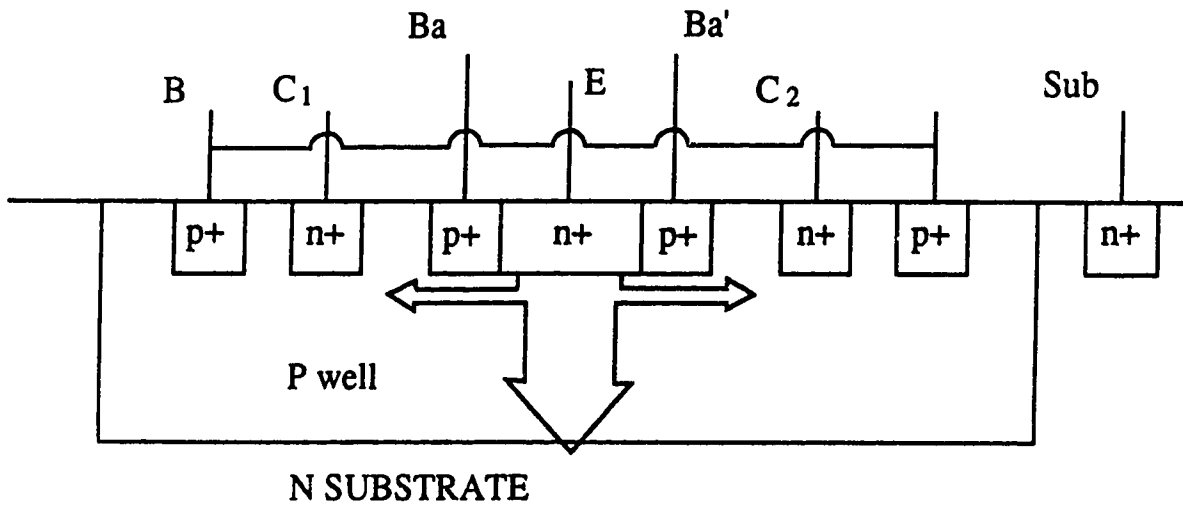 Ba Ba'
B C1 E C2 Sub
p+ n+ p+ n+ p+ n+ p+ n+
P well
N SUBSTRATE